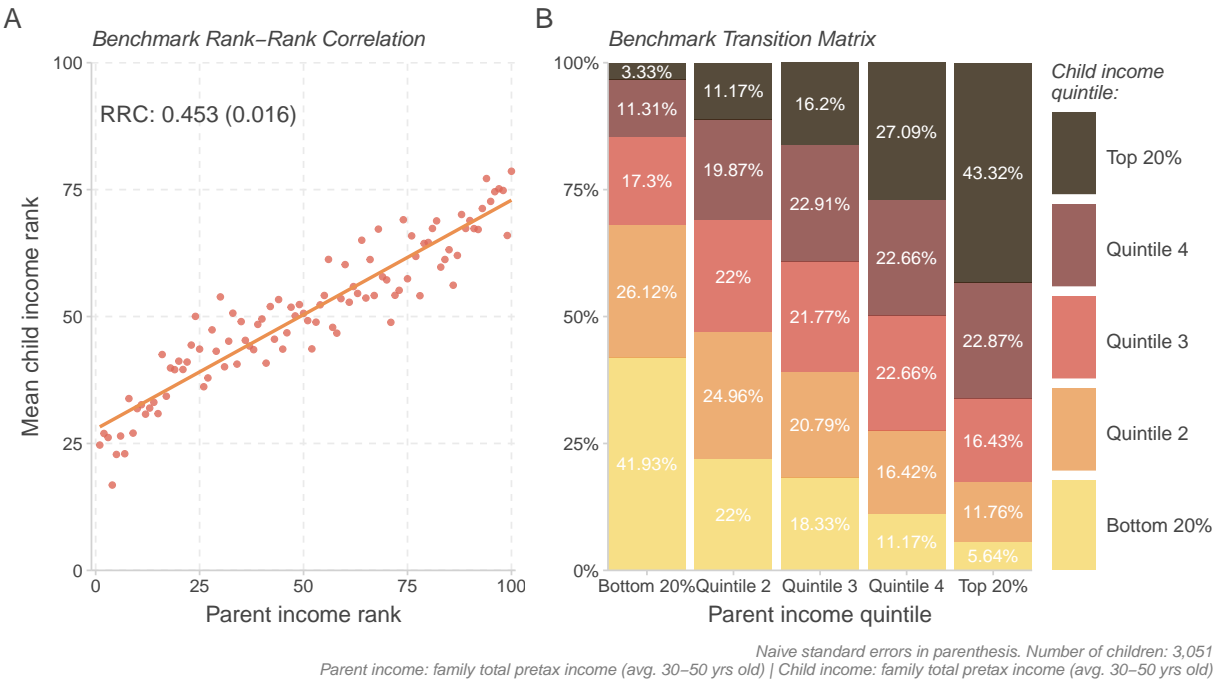 A
Benchmark Rank–Rank Correlation
100
75
50
25
0
RRC: 0.453 (0.016)
Mean child income rank
0 25 50 75 100
Parent income rank
B
Benchmark Transition Matrix
100%
75%
50%
25%
0%
3.33%
11.31%
17.3%
26.12%
41.93%
11.17%
19.87%
22%
24.96%
22%
16.2%
22.91%
21.77%
20.79%
18.33%
27.09%
22.66%
22.66%
16.42%
11.17%
43.32%
22.87%
16.43%
11.76%
5.64%
Bottom 20% Quintile 2 Quintile 3 Quintile 4 Top 20%
Parent income quintile
Child income
quintile:
Top 20%
Quintile 4
Quintile 3
Quintile 2
Bottom 20%
Naive standard errors in parenthesis. Number of children: 3,051
Parent income: family total pretax income (avg. 30–50 yrs old) | Child income: family total pretax income (avg. 30–50 yrs old)